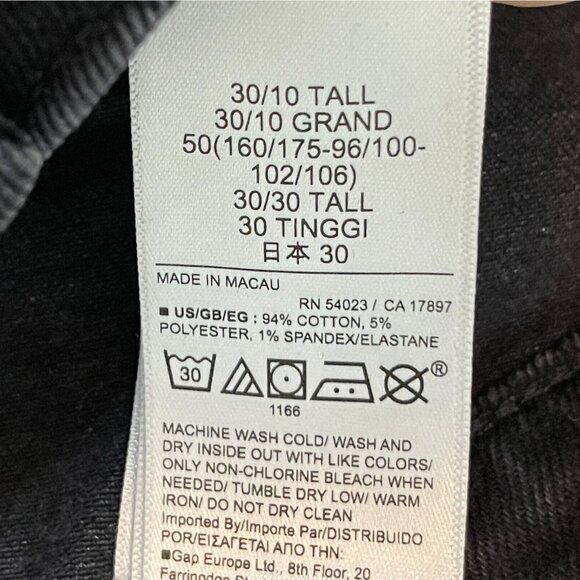 30/10 TALL
30/10 GRAND
50(160/175-96/100-
102/106)
30/30 TALL
30 TINGGI
日本 30
MADE IN MACAU
RN 54023 / CA 17897
■ US/GB/EG : 94% COTTON, 5%
POLYESTER, 1% SPANDEX/ELASTANE
30
®
1166
MACHINE WASH COLD/ WASH AND
DRY INSIDE OUT WITH LIKE COLORS/
ONLY NON-CHLORINE BLEACH WHEN
NEEDED/ TUMBLE DRY LOW/ WARM
IRON/ DO NOT DRY CLEAN
Imported By/Importe Par/DISTRIBUIDO
POR/ΕΙΣΑΓΕΤΑΙ ΑΠΟ ΤΗΝ:
■Gap Europe Ltd., 8th Floor, 20
Farringdon